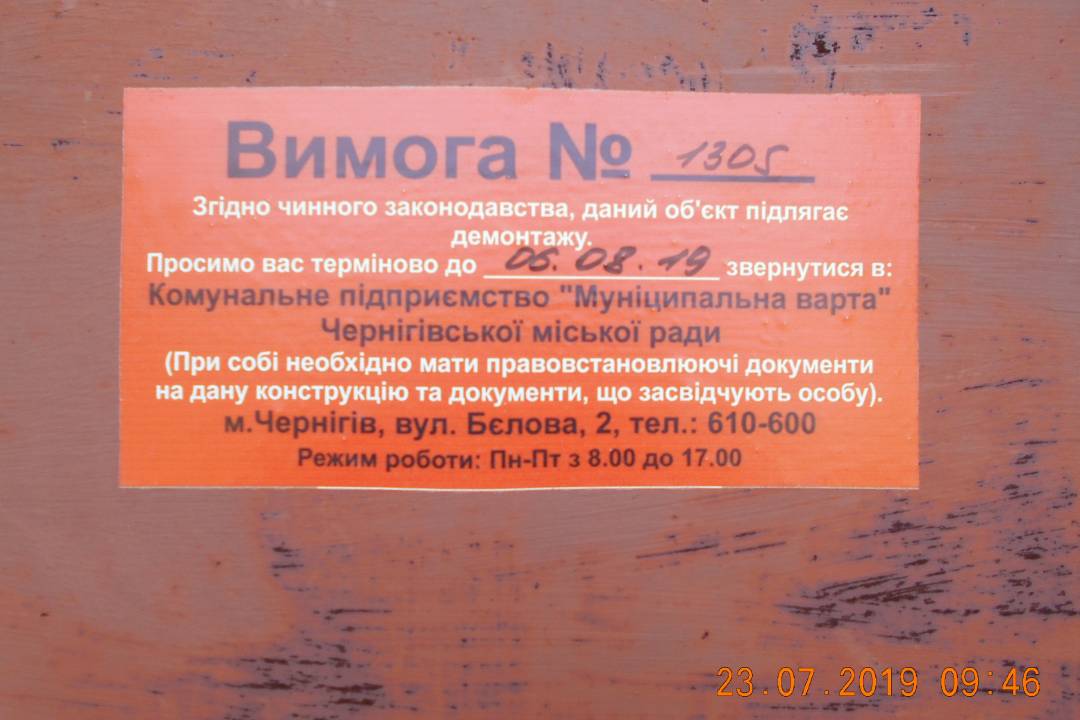 Вимога № 1305
Згідно чинного законодавства, даний об'єкт підлягає
демонтажу.
Просимо вас терміново до 06.08.19 звернутися в:
Комунальне підприємство "Муніципальна варта"
Чернігівської міської ради
(При собі необхідно мати правовстановлюючі документи
на дану конструкцію та документи, що засвідчують особу).
м.Чернігів, вул. Бєлова, 2, тел.: 610-600
Режим роботи: Пн-Пт з 8.00 до 17.00
23.07.2019 09:46